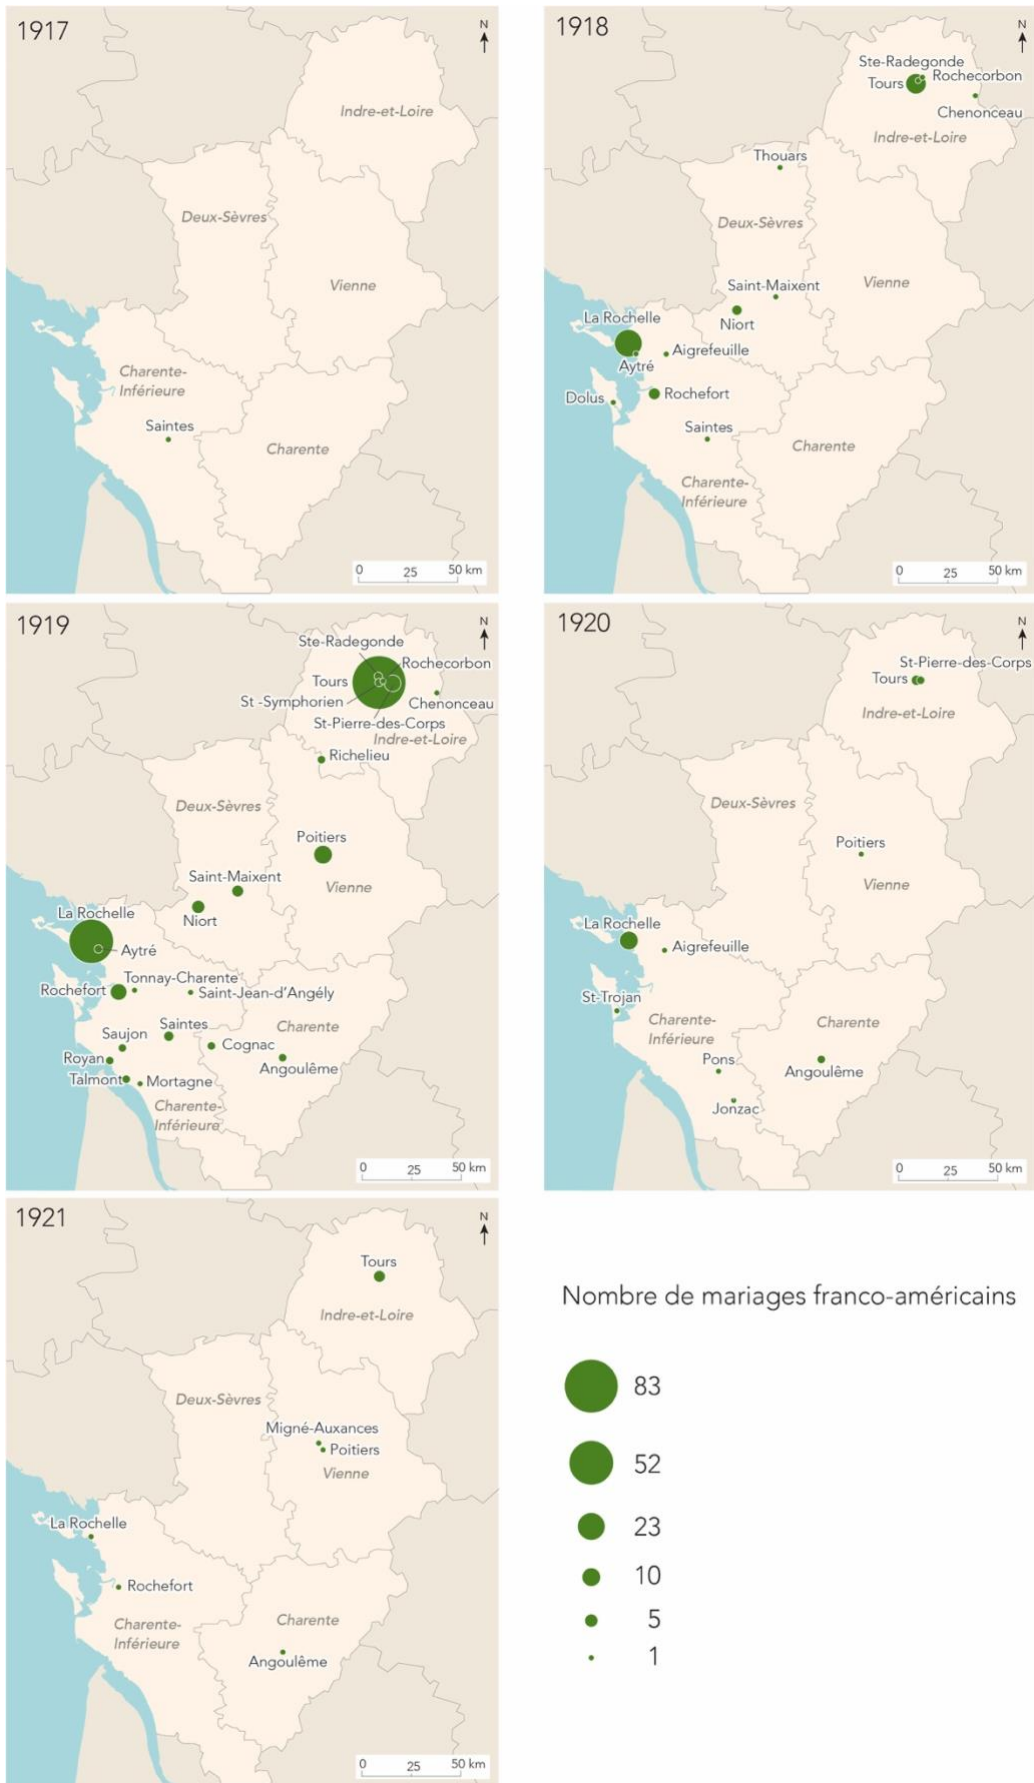 1917
N
Indre-et-Loire
Deux-Sèvres
Vienne
Charente-
Inférieure
Saintes
Charente
0 25 50 km
1918
N
Ste-Radegonde
Rochecorbon
Tours
Chenonceau
Indre-et-Loire
Thouars
Deux-Sèvres
Vienne
Saint-Maixent
La Rochelle
Niort
Aigrefeuille
Aytré
Rochefort
Dolus
Saintes
Charente
Charente-
Inférieure
0 25 50 km
1919
N
Ste-Radegonde
Rochecorbon
Tours
St -Symphorien
Chenonceau
St-Pierre-des-Corps
Indre-et-Loire
Richelieu
Deux-Sèvres
Poitiers
Saint-Maixent
Vienne
La Rochelle
Niort
Aytré
Tonnay-Charente
Rochefort
Saint-Jean-d'Angély
Saintes
Charente
Saujon
Cognac
Royan
Angoulême
Talmont
Mortagne
Charente-
Inférieure
0 25 50 km
1920
N
St-Pierre-des-Corps
Tours
Indre-et-Loire
Deux-Sèvres
Poitiers
Vienne
La Rochelle
Aigrefeuille
St-Trojan
Charente-
Inférieure
Charente
Pons
Angoulême
Jonzac
0 25 50 km
1921
N
Tours
Indre-et-Loire
Deux-Sèvres
Migné-Auxances
Poitiers
Vienne
La Rochelle
Rochefort
Charente-
Inférieure
Charente
Angoulême
0 25 50 km
Nombre de mariages franco-américains
83
52
23
10
5
1